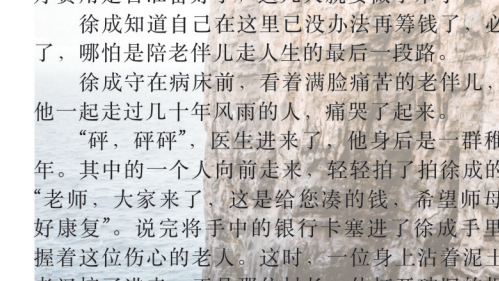 徐成知道自己在这里已没办法再筹钱了，必
了，哪怕是陪老伴儿走人生的最后一段路。
徐成守在病床前，看着满脸痛苦的老伴儿，
他一起走过几十年风雨的人，痛哭了起来。
“砰，砰砰”，医生进来了，他身后是一群稚
年。其中的一个人向前走来，轻轻拍了拍徐成的
“老师，大家来了，这是给您凑的钱，希望师母
好康复”。说完将手中的银行卡塞进了徐成手里
握着这位伤心的老人。这时，一位身上沾着泥土